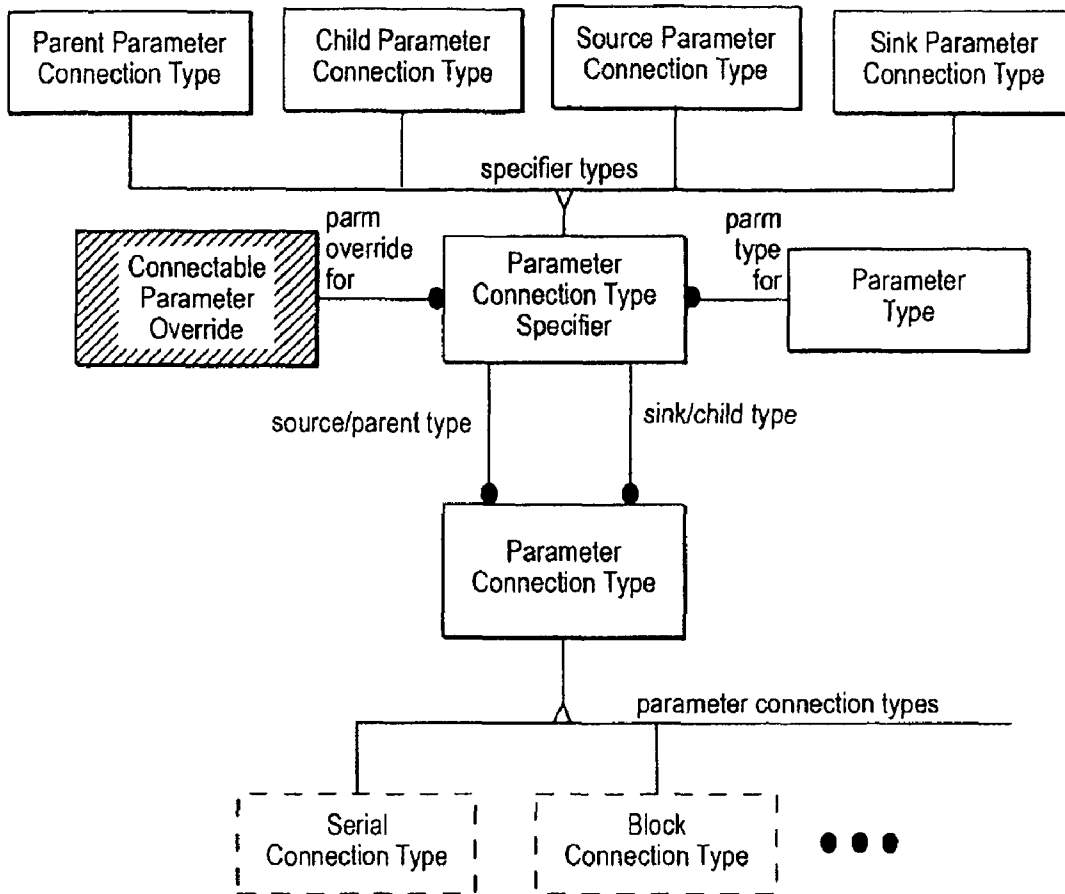 Parent Parameter
Connection Type
Child Parameter
Connection Type
Source Parameter
Connection Type
Sink Parameter
Connection Type
specifier types
parm
override
for
parm
type
for
Connectable
Parameter
Override
Parameter
Connection Type
Specifier
Parameter
Type
source/parent type
sink/child type
Parameter
Connection Type
parameter connection types
Serial
Connection Type
Block
Connection Type